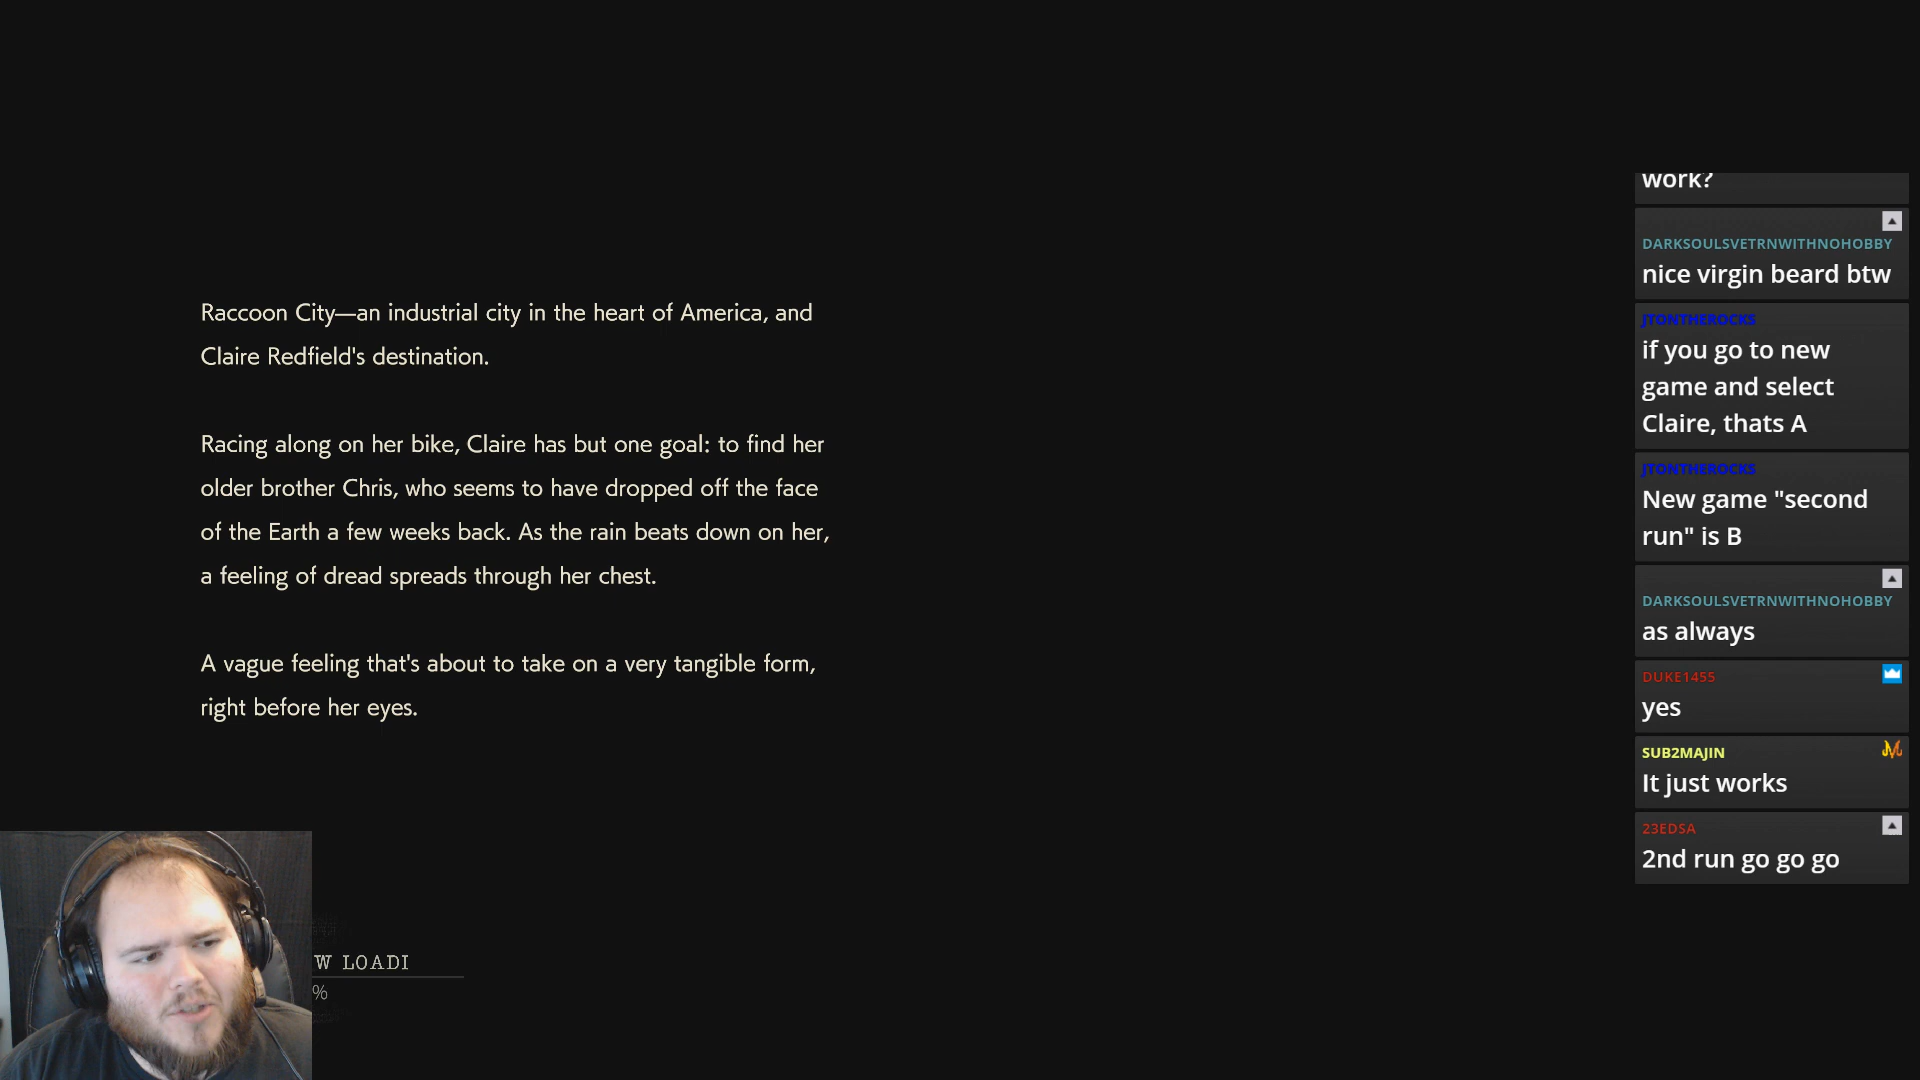 Raccoon City—an industrial city in the heart of America, and
Claire Redfield's destination.
Racing along on her bike, Claire has but one goal: to find her
older brother Chris, who seems to have dropped off the face
of the Earth a few weeks back. As the rain beats down on her,
a feeling of dread spreads through her chest.
A vague feeling that's about to take on a very tangible form,
right before her eyes.
W LOADI
%
work?
DARKSOULSVETRNWITHNOHOBBY
nice virgin beard btw
JTONTHEROCKS
if you go to new
game and select
Claire, thats A
JTONTHEROCKS
New game "second
run" is B
DARKSOULSVETRNWITHNOHOBBY
as always
DUKE1455
yes
SUB2MAJIN
It just works
23EDSA
2nd run go go go